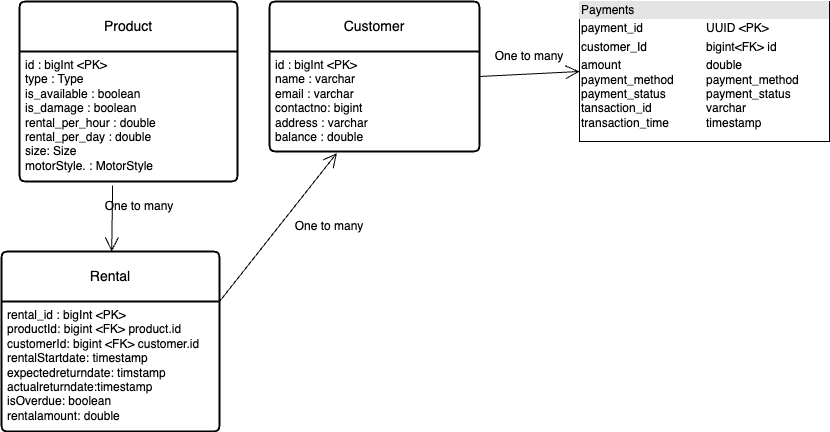 Product
id : bigInt <PK>
type : Type
is_available : boolean
is_damage : boolean
rental_per_hour : double
rental_per_day : double
size: Size
motorStyle. : MotorStyle
Customer
id : bigInt <PK>
name : varchar
email : varchar
contactno: bigint
address : varchar
balance : double
One to many
Payments
payment_id UUID <PK>
customer_Id bigint<FK> id
amount double
payment_method payment_method
payment_status payment_status
tansaction_id varchar
transaction_time timestamp
One to many
One to many
Rental
rental_id : bigInt <PK>
productId: bigint <FK> product.id
customerId: bigint <FK> customer.id
rentalStartdate: timestamp
expectedreturndate: timstamp
actualreturndate:timestamp
isOverdue: boolean
rentalamount: double